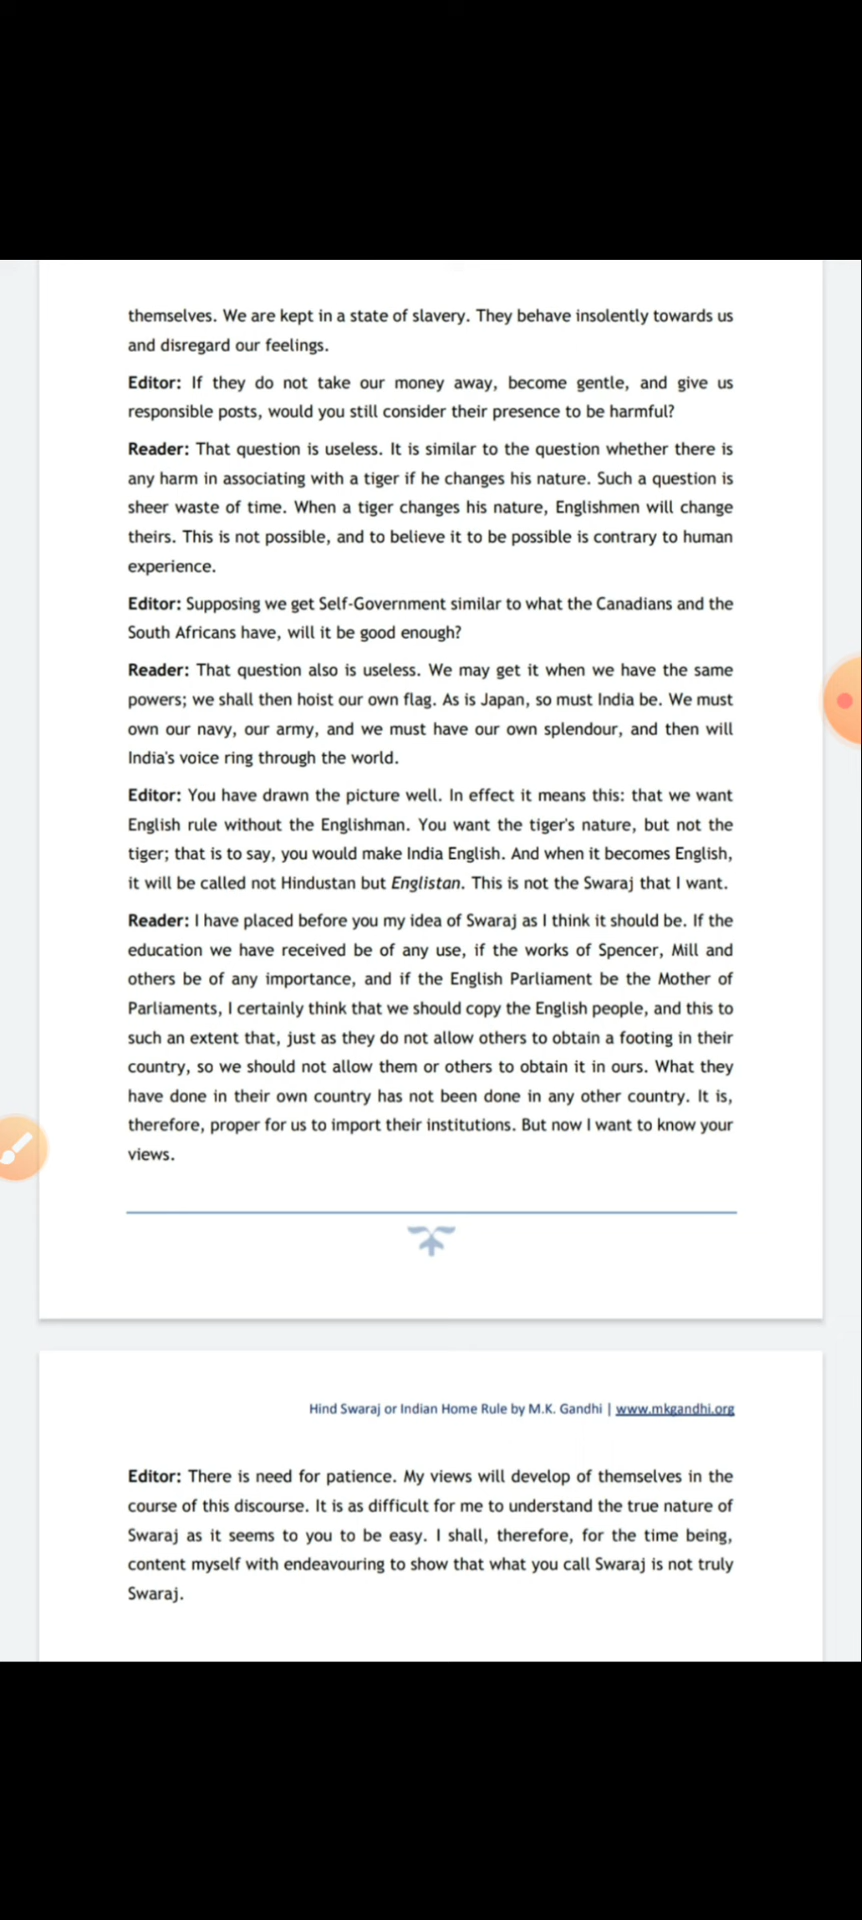 themselves. We are kept in a state of slavery. They behave insolently towards us
and disregard our feelings.
Editor: If they do not take our money away, become gentle, and give us
responsible posts, would you still consider their presence to be harmful?
Reader: That question is useless. It is similar to the question whether there is
any harm in associating with a tiger if he changes his nature. Such a question is
sheer waste of time. When a tiger changes his nature, Englishmen will change
theirs. This is not possible, and to believe it to be possible is contrary to human
experience.
Editor: Supposing we get Self-Government similar to what the Canadians and the
South Africans have, will it be good enough?
Reader: That question also is useless. We may get it when we have the same
powers; we shall then hoist our own flag. As is Japan, so must India be. We must
own our navy, our army, and we must have our own splendour, and then will
India's voice ring through the world.
Editor: You have drawn the picture well. In effect it means this: that we want
English rule without the Englishman. You want the tiger's nature, but not the
tiger; that is to say, you would make India English. And when it becomes English,
it will be called not Hindustan but Englistan. This is not the Swaraj that I want.
Reader: I have placed before you my idea of Swaraj as I think it should be. If the
education we have received be of any use, if the works of Spencer, Mill and
others be of any importance, and if the English Parliament be the Mother of
Parliaments, I certainly think that we should copy the English people, and this to
such an extent that, just as they do not allow others to obtain a footing in their
country, so we should not allow them or others to obtain it in ours. What they
have done in their own country has not been done in any other country. It is,
therefore, proper for us to import their institutions. But now I want to know your
views.
Hind Swaraj or Indian Home Rule by M.K. Gandhi | www.mkgandhi.org
Editor: There is need for patience. My views will develop of themselves in the
course of this discourse. It is as difficult for me to understand the true nature of
Swaraj as it seems to you to be easy. I shall, therefore, for the time being,
content myself with endeavouring to show that what you call Swaraj is not truly
Swaraj.